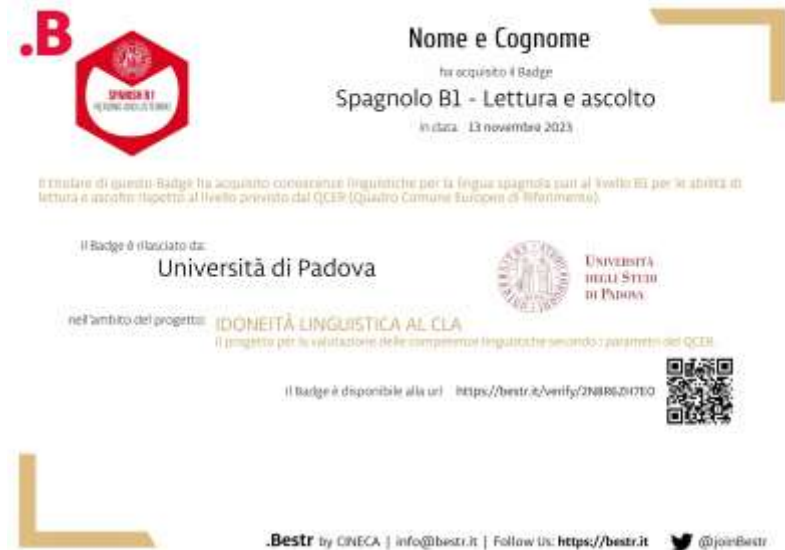 .B
SPANISH B1
READING AND LISTENING
Nome e Cognome
ha acquisito il Badge
Spagnolo B1 - Lettura e ascolto
in data 13 novembre 2023
Il titolare di questo Badge ha acquisito conoscenze linguistiche per la lingua spagnola pari al livello B1 per le abilità di
lettura e ascolto rispetto al livello previsto dal QCER (Quadro Comune Europeo di Riferimento).
Il Badge è rilasciato da:
Università di Padova
UNIVERSITÀ
DEGLI STUDI
DI PADOVA
nell'ambito del progetto:
IDONEITÀ LINGUISTICA AL CLA
Il progetto per la valutazione delle competenze linguistiche secondo i parametri del QCER
Il Badge è disponibile alla url
.Bestr by CINECA | info@bestr.it | Follow Us: https://bestr.it @joinBestr